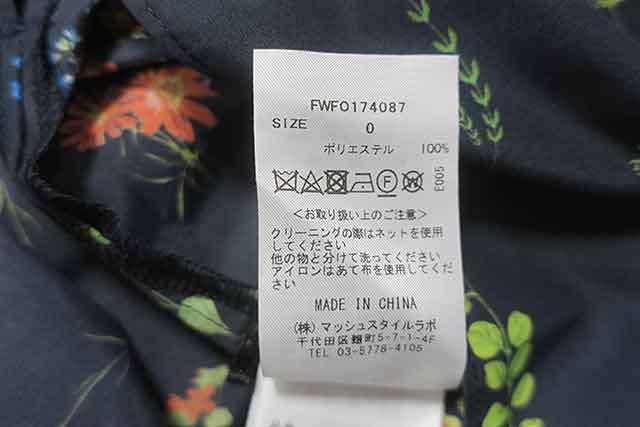 FWFO174087
SIZE 0
ポリエステル 100%
F W
E005
<お取り扱い上のご注意>
クリーニングの際はネットを使用
してください
他の物と分けて洗ってください
アイロンはあて布を使用してくださ
い
MADE IN CHINA
(株)マッシュスタイルラボ
千代田区麹町5-7-1-4F
TEL 03-5778-4105